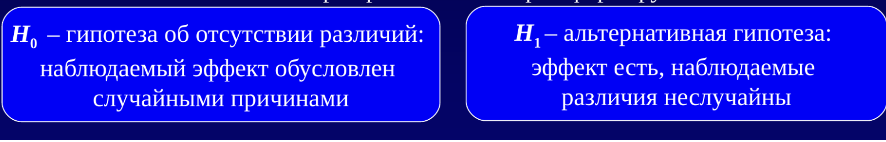 H0 – гипотеза об отсутствии различий:
наблюдаемый эффект обусловлен
случайными причинами
H1 – альтернативная гипотеза:
эффект есть, наблюдаемые
различия неслучайны